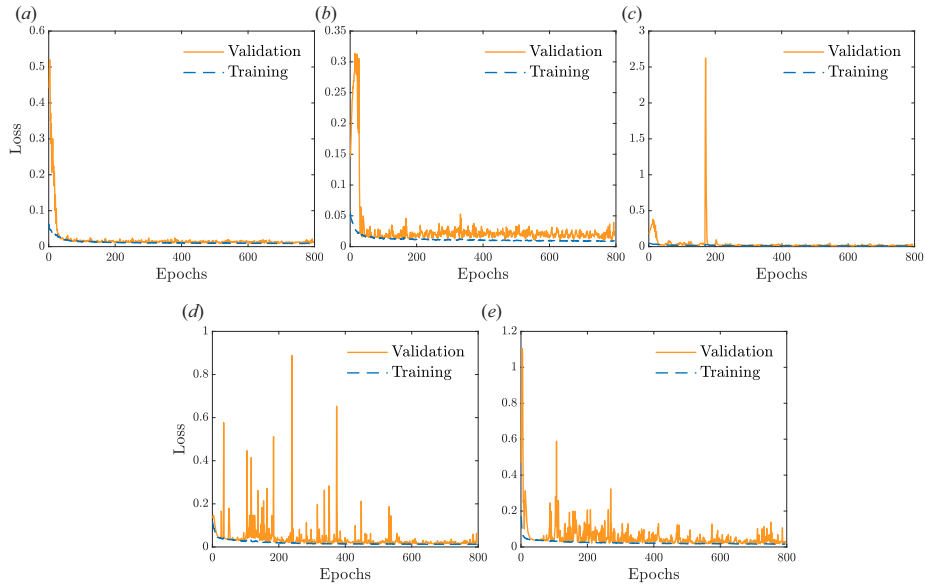 (a)
0.6
0.5
0.4
0.3
0.2
0.1
0
Loss
Validation
Training
0 200 400 600 800
Epochs
(b)
0.35
0.3
0.25
0.2
0.15
0.1
0.05
0
Validation
Training
0 200 400 600 800
Epochs
(c)
3
2.5
2
1.5
1
0.5
0
Validation
Training
0 200 400 600 800
Epochs
(d)
1
0.8
0.6
0.4
0.2
0
Loss
Validation
Training
0 200 400 600 800
Epochs
(e)
1.2
1
0.8
0.6
0.4
0.2
0
Validation
Training
0 200 400 600 800
Epochs